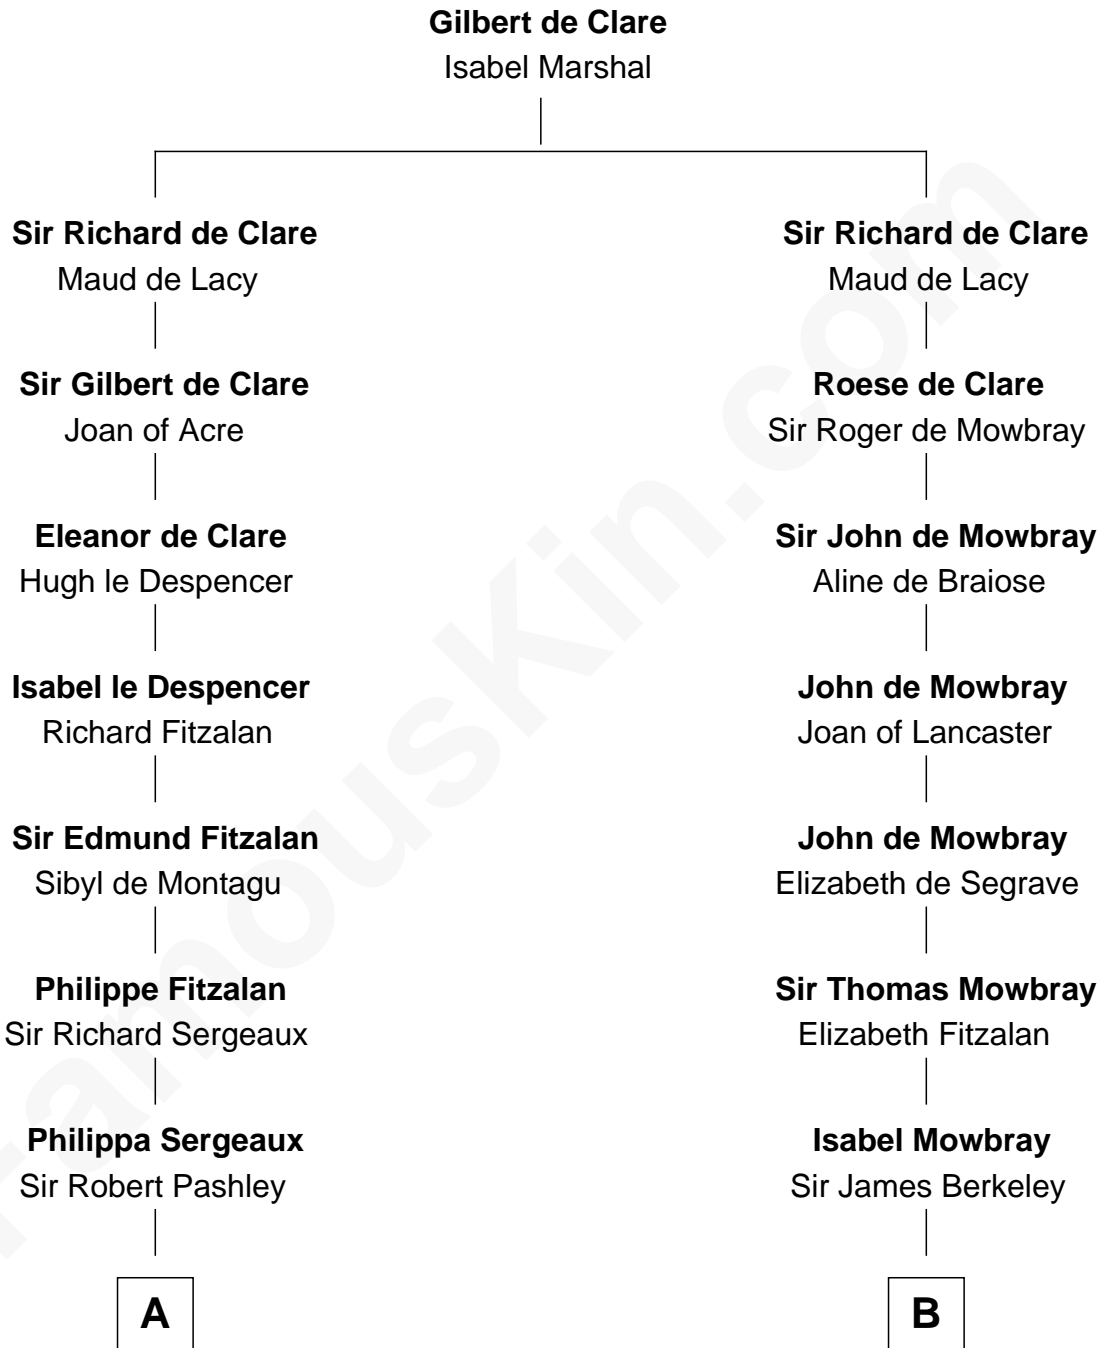 Gilbert de Clare
Isabel Marshal
Sir Richard de Clare
Maud de Lacy
Sir Richard de Clare
Maud de Lacy
Sir Gilbert de Clare
Joan of Acre
Roese de Clare
Sir Roger de Mowbray
Eleanor de Clare
Hugh le Despencer
Sir John de Mowbray
Aline de Braiose
Isabel le Despencer
Richard Fitzalan
John de Mowbray
Joan of Lancaster
Sir Edmund Fitzalan
Sibyl de Montagu
John de Mowbray
Elizabeth de Segrave
Philippe Fitzalan
Sir Richard Sergeaux
Sir Thomas Mowbray
Elizabeth Fitzalan
Philippa Sergeaux
Sir Robert Pashley
Isabel Mowbray
Sir James Berkeley
A
B
FamousKin.com